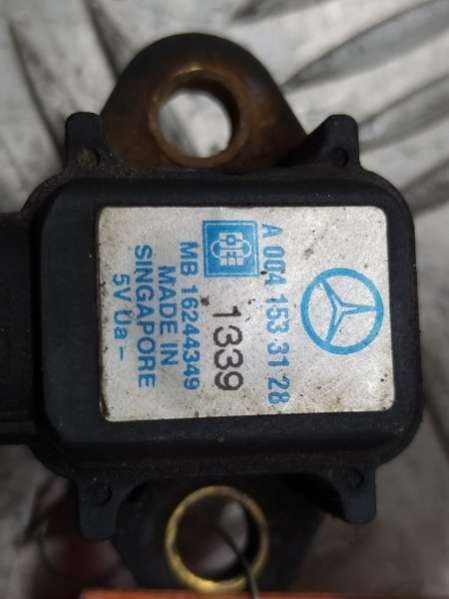 A 004 153 31 28
1339
MB 16244349
MADE IN
SINGAPORE
5V Ua -